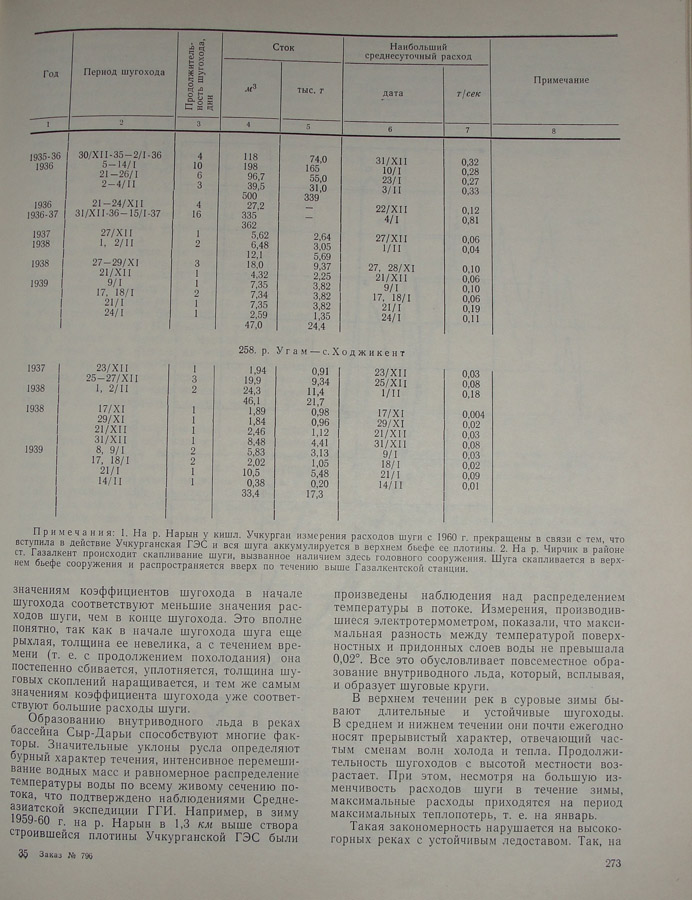 Год Период шугохода Продолжитель-ность шугохода, дни Сток Наибольший среднесуточный расход Примечание
м³ тыс. т дата т/сек
1 2 3 4 5 6 7 8
1935-36 30/XII-35—2/I-36 4 118 74,0 31/XII 0,32
1936 5—14/I 10 198 165 10/I 0,28
21—26/I 6 96,7 55,0 23/I 0,27
2—4/II 3 39,5 31,0 3/II 0,33
500 339
1936 21—24/XII 4 27,2 — 22/XII 0,12
1936-37 31/XII-36—15/I-37 16 335 — 4/I 0,81
362
1937 27/XII 1 5,62 2,64 27/XII 0,06
1938 1, 2/II 2 6,48 3,05 1/II 0,04
12,1 5,69
1938 27—29/XI 3 18,0 9,37 27, 28/XI 0,10
21/XII 1 4,32 2,25 21/XII 0,06
1939 9/I 1 7,35 3,82 9/I 0,10
17, 18/I 2 7,34 3,82 17, 18/I 0,06
21/I 1 7,35 3,82 21/I 0,19
24/I 1 2,59 1,35 24/I 0,11
47,0 24,4
258. р. Угам — с. Ходжикент
1937 23/XII 1 1,94 0,91 23/XII 0,03
25—27/XII 3 19,9 9,34 25/XII 0,08
1938 1, 2/II 2 24,3 11,4 1/II 0,18
46,1 21,7
1938 17/XI 1 1,89 0,98 17/XI 0,004
29/XI 1 1,84 0,96 29/XI 0,02
21/XII 1 2,46 1,12 21/XII 0,03
31/XII 1 8,48 4,41 31/XII 0,08
1939 8, 9/I 2 5,83 3,13 9/I 0,03
17, 18/I 2 2,02 1,05 18/I 0,02
21/I 1 10,5 5,48 21/I 0,09
14/II 1 0,38 0,20 14/II 0,01
33,4 17,3
Примечания: 1. На р. Нарын у кишл. Учкурган измерения расходов шуги с 1960 г. прекращены в связи с тем, что
вступила в действие Учкурганская ГЭС и вся шуга аккумулируется в верхнем бьефе ее плотины. 2. На р. Чирчик в районе
ст. Газалкент происходит скапливание шуги, вызванное наличием здесь головного сооружения. Шуга скапливается в верх-
нем бьефе сооружения и распространяется вверх по течению выше Газалкентской станции.
значениям коэффициентов шугохода в начале
шугохода соответствуют меньшие значения рас-
ходов шуги, чем в конце шугохода. Это вполне
понятно, так как в начале шугохода шуга еще
рыхлая, толщина ее невелика, а с течением вре-
мени (т. е. с продолжением похолодания) она
постепенно сбивается, уплотняется, толщина шу-
говых скоплений наращивается, и тем же самым
значениям коэффициента шугохода уже соответ-
ствуют большие расходы шуги.
Образованию внутриводного льда в реках
бассейна Сыр-Дарьи способствуют многие фак-
торы. Значительные уклоны русла определяют
бурный характер течения, интенсивное перемеши-
вание водных масс и равномерное распределение
температуры воды по всему живому сечению по-
тока, что подтверждено наблюдениями Средне-
азиатской экспедиции ГГИ. Например, в зиму
1959-60 г. на р. Нарын в 1,3 км выше створа
строившейся плотины Учкурганской ГЭС были
35 Заказ № 796
произведены наблюдения над распределением
температуры в потоке. Измерения, производив-
шиеся электротермометром, показали, что макси-
мальная разность между температурой поверх-
ностных и придонных слоев воды не превышала
0,02°. Все это обусловливает повсеместное обра-
зование внутриводного льда, который, всплывая,
и образует шуговые круги.
В верхнем течении рек в суровые зимы бы-
вают длительные и устойчивые шугоходы.
В среднем и нижнем течении они почти ежегодно
носят прерывистый характер, отвечающий час-
тым сменам волн холода и тепла. Продолжи-
тельность шугоходов с высотой местности воз-
растает. При этом, несмотря на большую из-
менчивость расходов шуги в течение зимы,
максимальные расходы приходятся на период
максимальных теплопотерь, т. е. на январь.
Такая закономерность нарушается на высоко-
горных реках с устойчивым ледоставом. Так, на
273